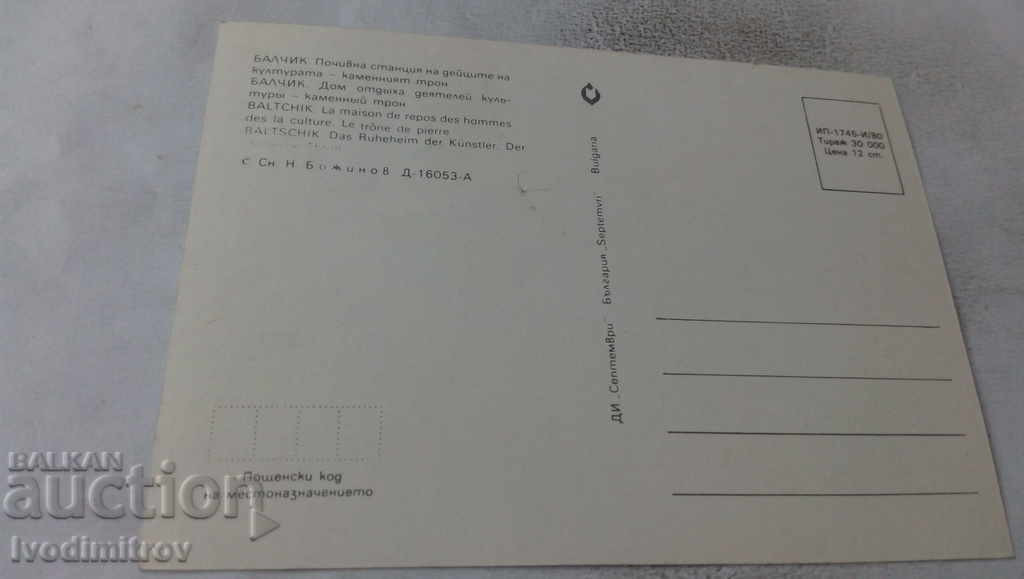 БАЛЧИК. Почивна станция на дейците на
културата – каменният трон
БАЛЧИК. Дом отдыха деятелей куль-
туры – каменный трон
BALTCHIK. La maison de repos des hommes
des la culture. Le trône de pierre
BALTSCHIK. Das Ruheheim der Künstler. Der
С Сн. Н. Божинов Д-16053-А
ДИ „Септември" България „Septemvri" Bulgaria
ИП-1746-И/80
Тираж 30 000
Цена 12 ст.
Пощенски код
на местоназначението
BALKAN
auction
Ivodimitrov